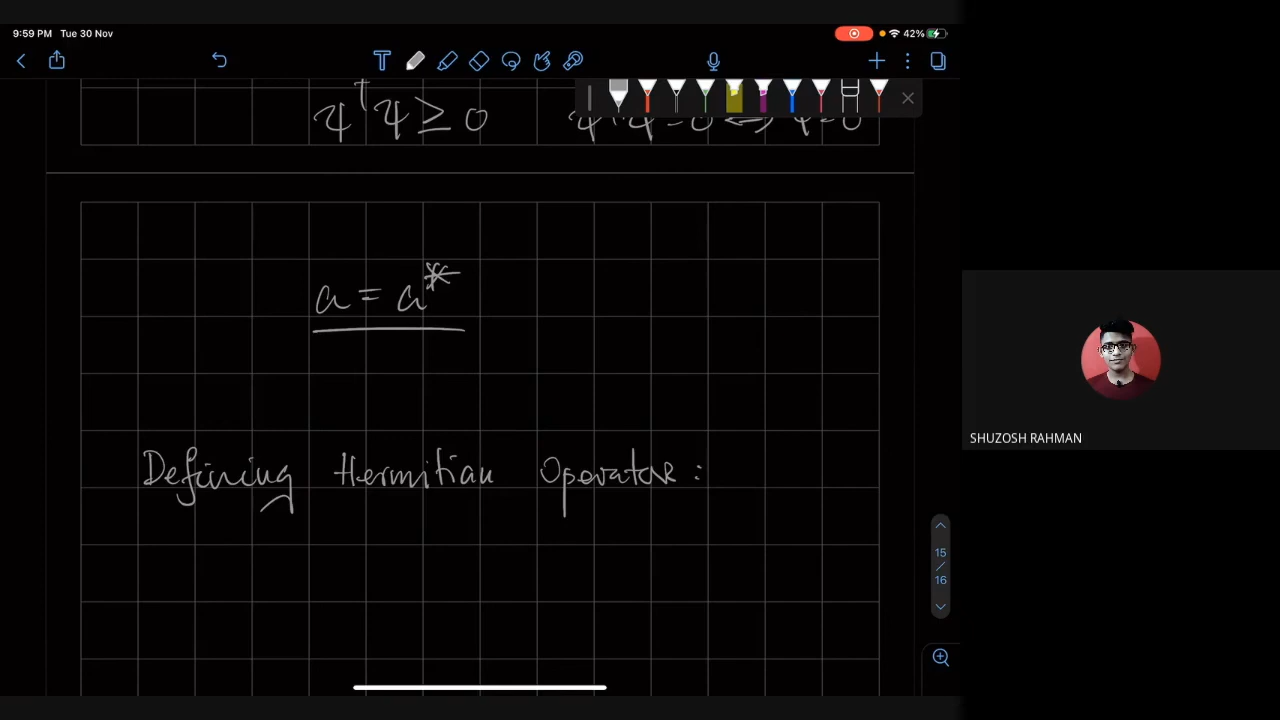 9:59 PM Tue 30 Nov
42%
ψ†ψ ≥ 0
a = a*
Defining Hermitian Operator :
15
/
16
SHUZOSH RAHMAN